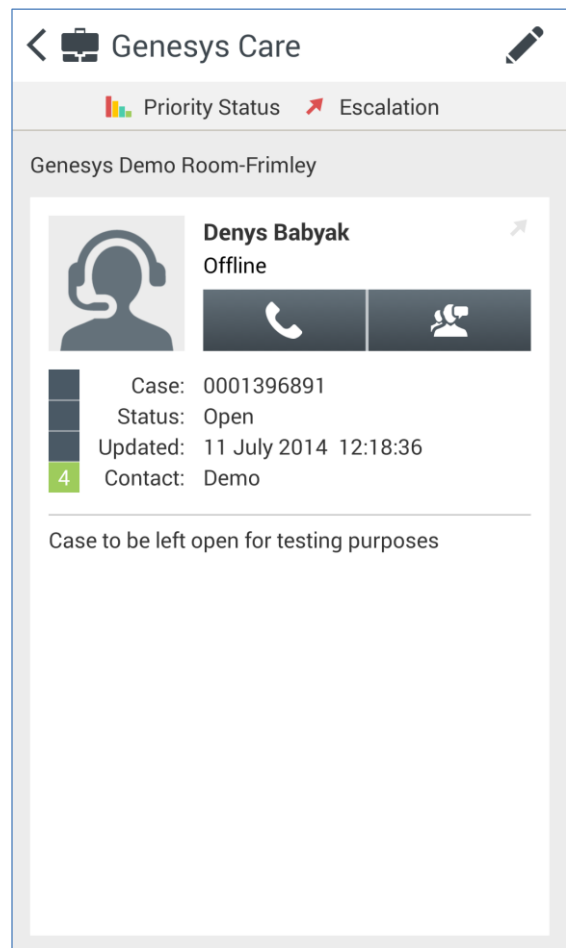 Genesys Care
Priority Status Escalation
Genesys Demo Room-Frimley
Denys Babyak
Offline
Case: 0001396891
Status: Open
Updated: 11 July 2014 12:18:36
4 Contact: Demo
Case to be left open for testing purposes